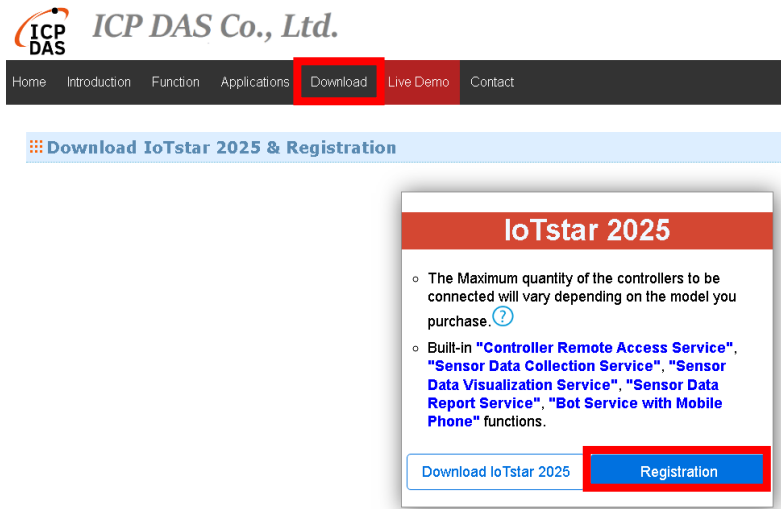 ICP
DAS
ICP DAS Co., Ltd.
Home Introduction Function Applications Download Live Demo Contact
Download IoTstar 2025 & Registration
IoTstar 2025
The Maximum quantity of the controllers to be
connected will vary depending on the model you
purchase. ?
Built-in "Controller Remote Access Service",
"Sensor Data Collection Service", "Sensor
Data Visualization Service", "Sensor Data
Report Service", "Bot Service with Mobile
Phone" functions.
Download IoTstar 2025 Registration